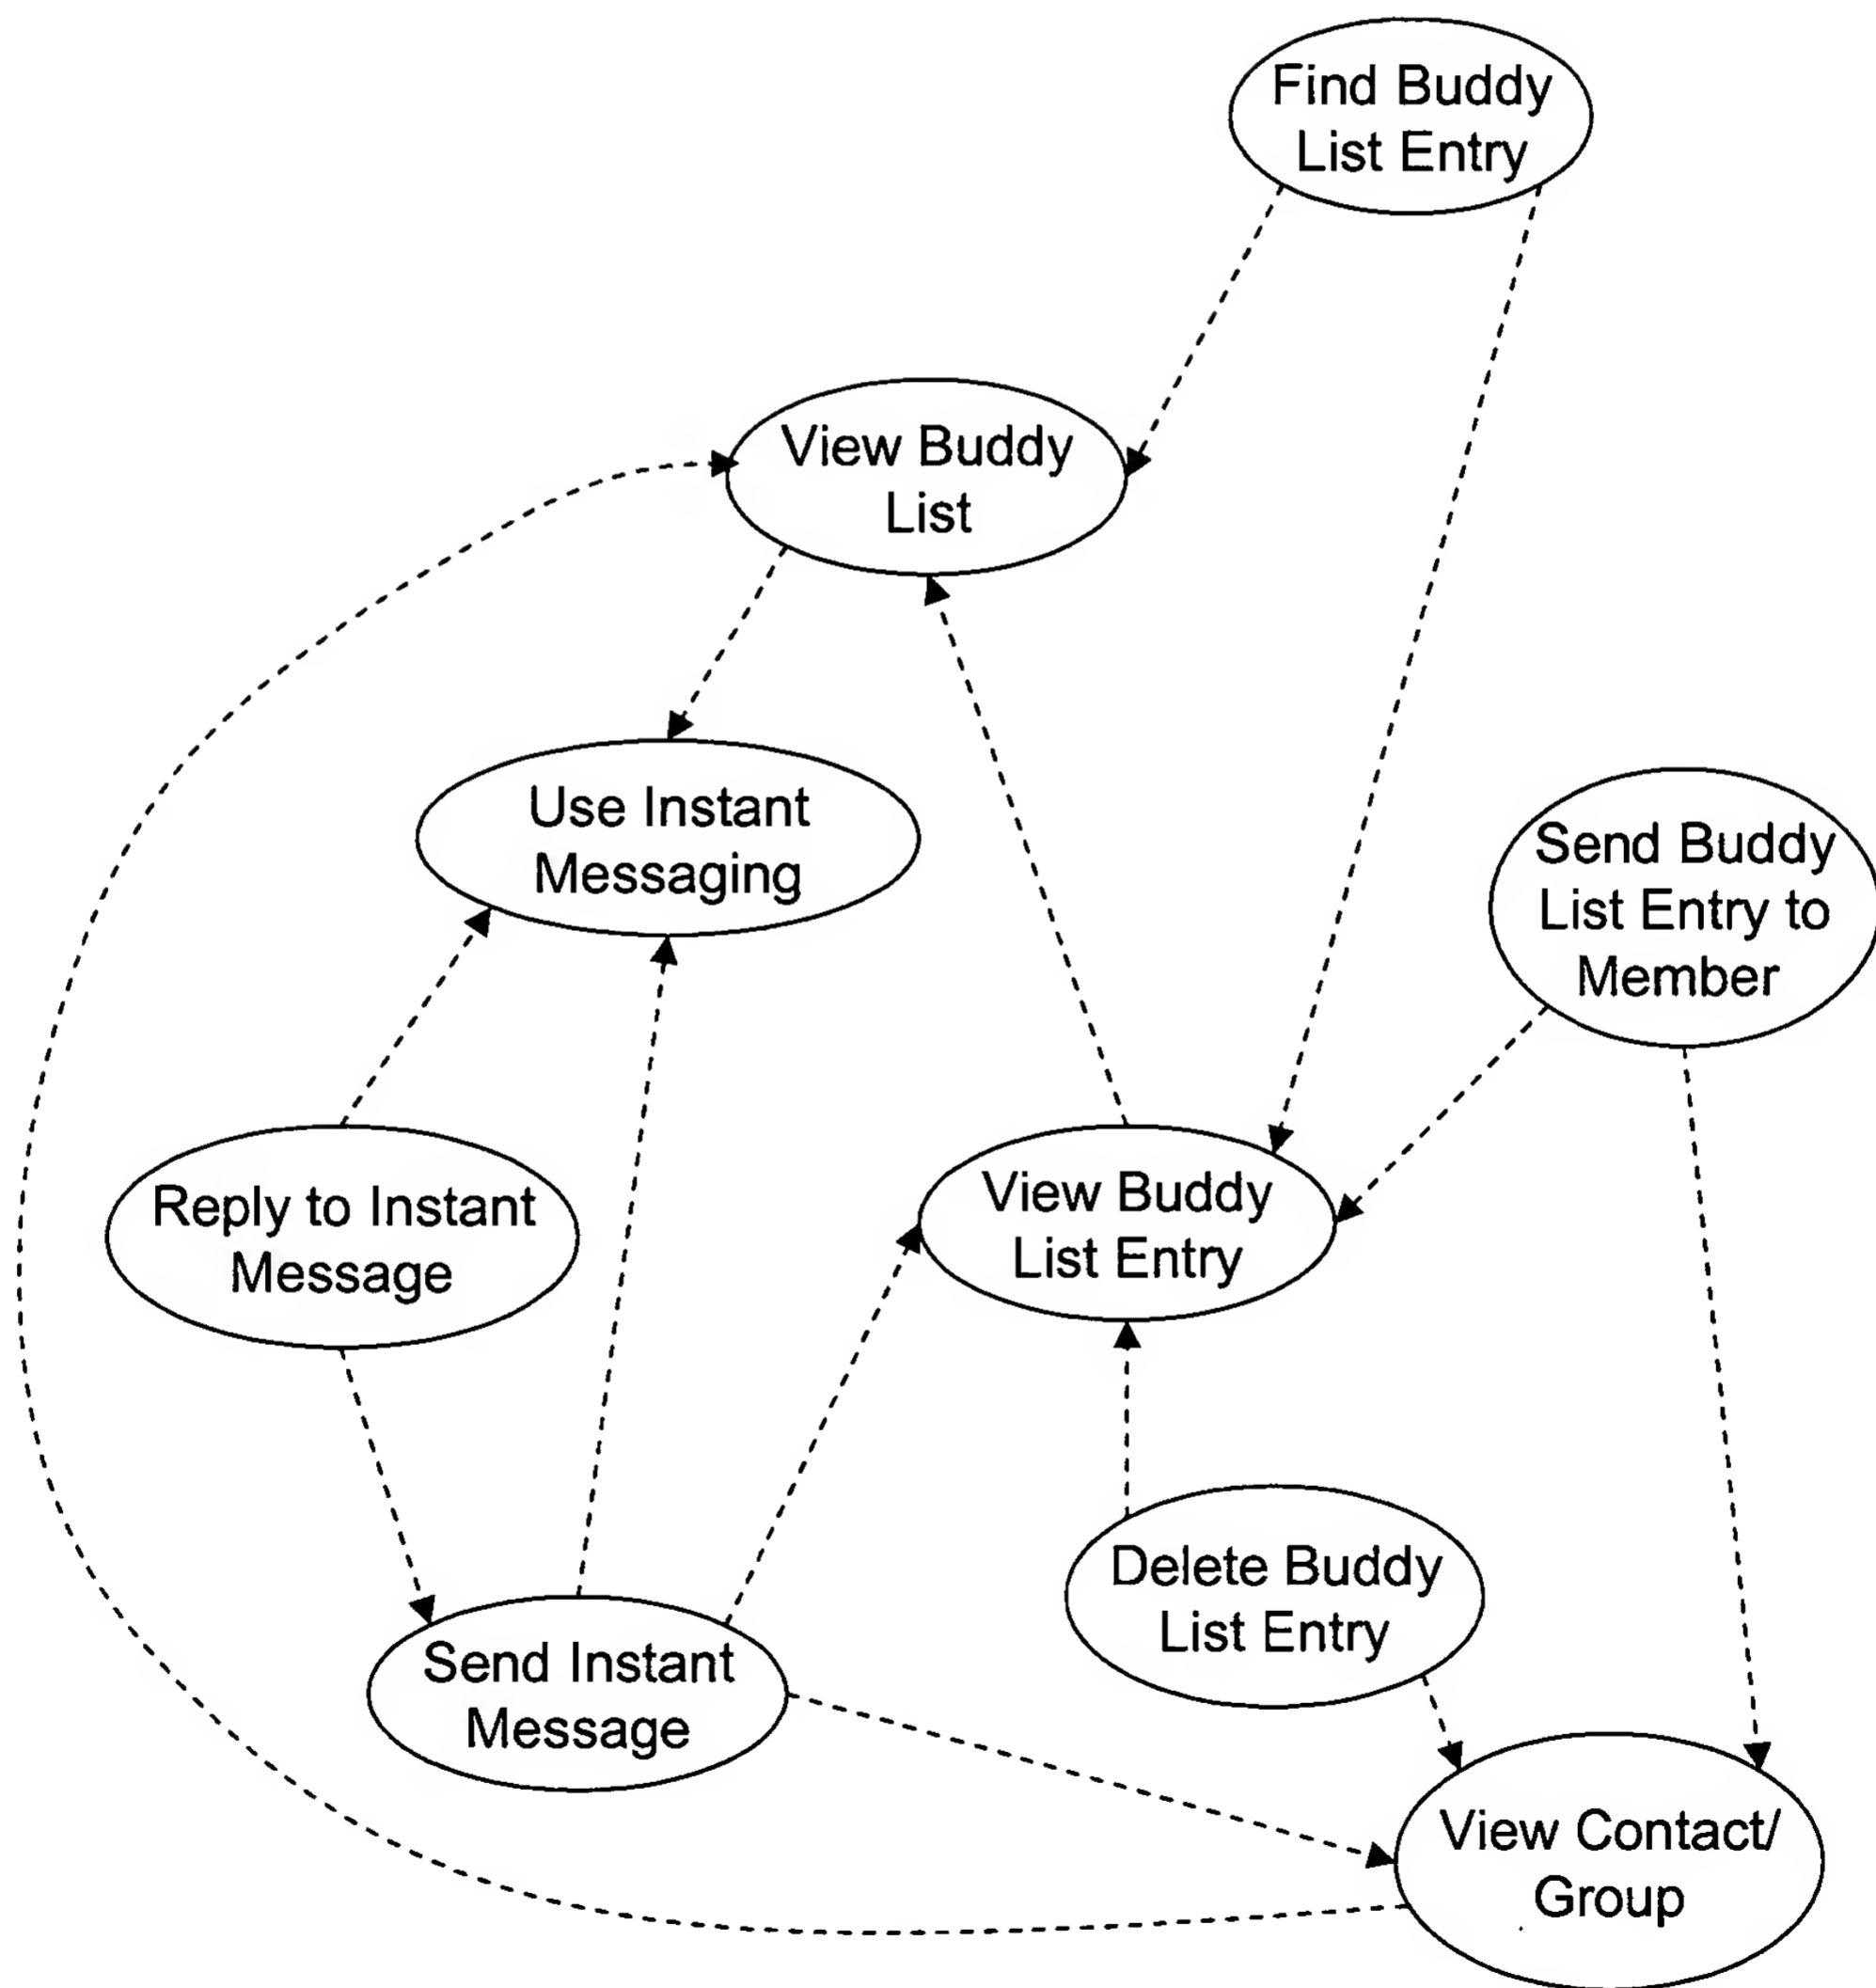 Find Buddy
List Entry
View Buddy
List
Use Instant
Messaging
Send Buddy
List Entry to
Member
Reply to Instant
Message
View Buddy
List Entry
Delete Buddy
List Entry
Send Instant
Message
View Contact/
Group